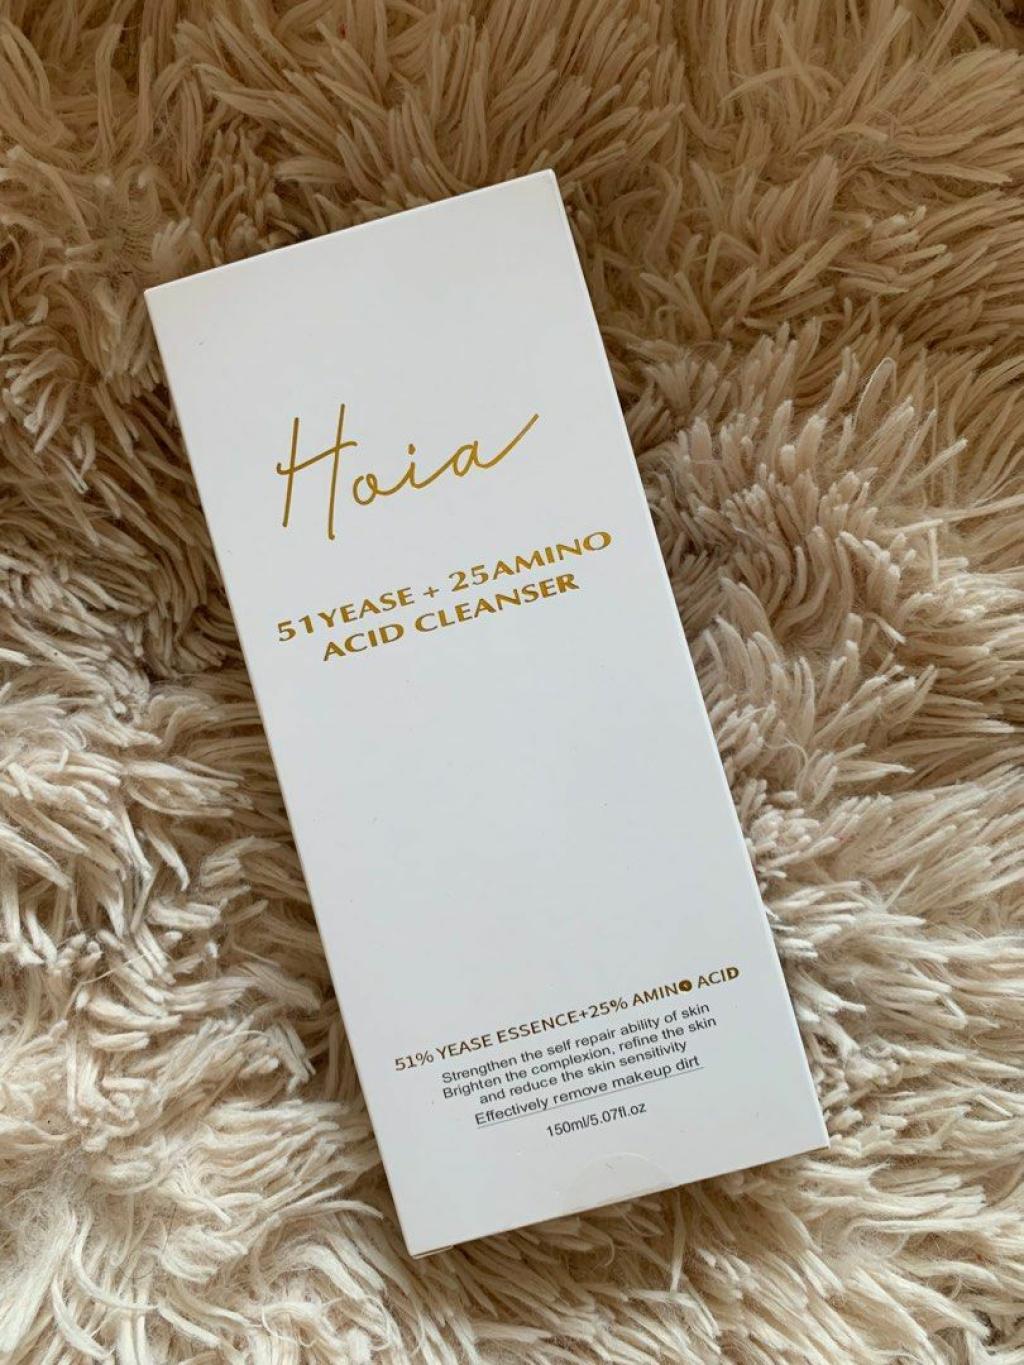 Hoia
51YEASE + 25AMINO
ACID CLEANSER
51% YEASE ESSENCE+25% AMINO ACID
Strengthen the self repair ability of skin
Brighten the complexion, refine the skin
and reduce the skin sensitivity
Effectively remove makeup dirt
150ml/5.07fl.oz